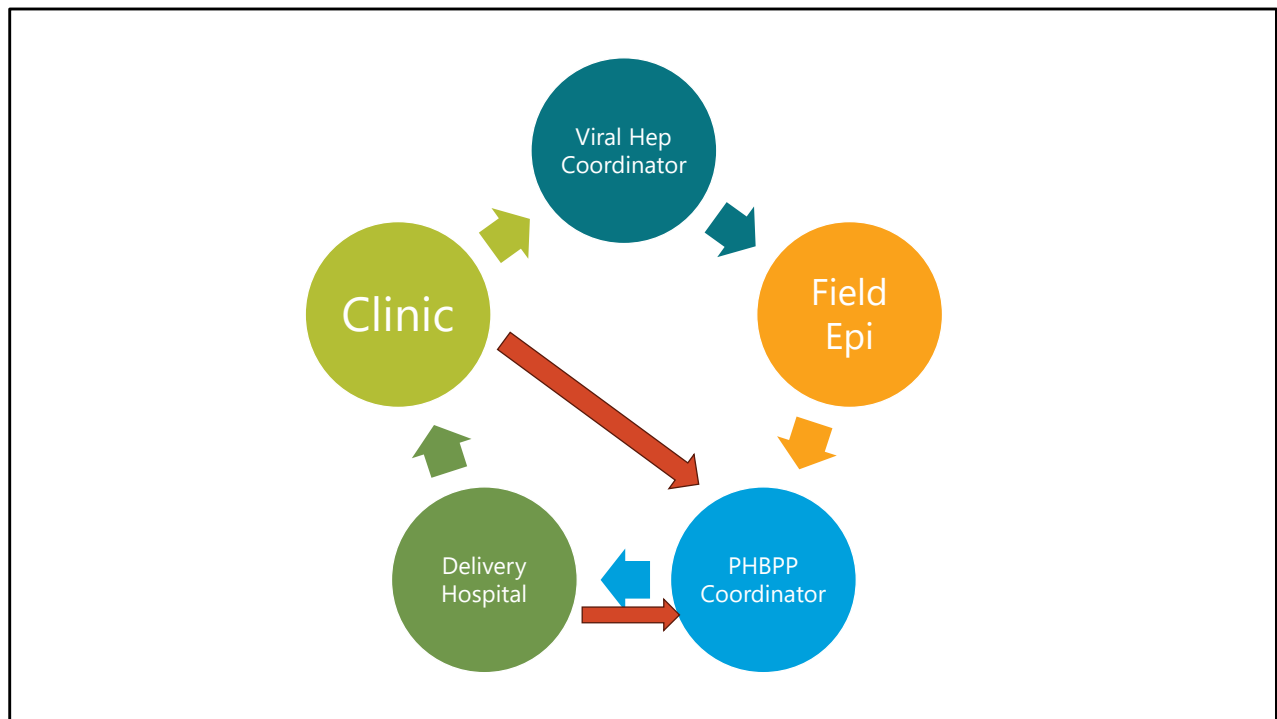 Viral Hep
Coordinator
Field
Epi
PHBPP
Coordinator
Delivery
Hospital
Clinic